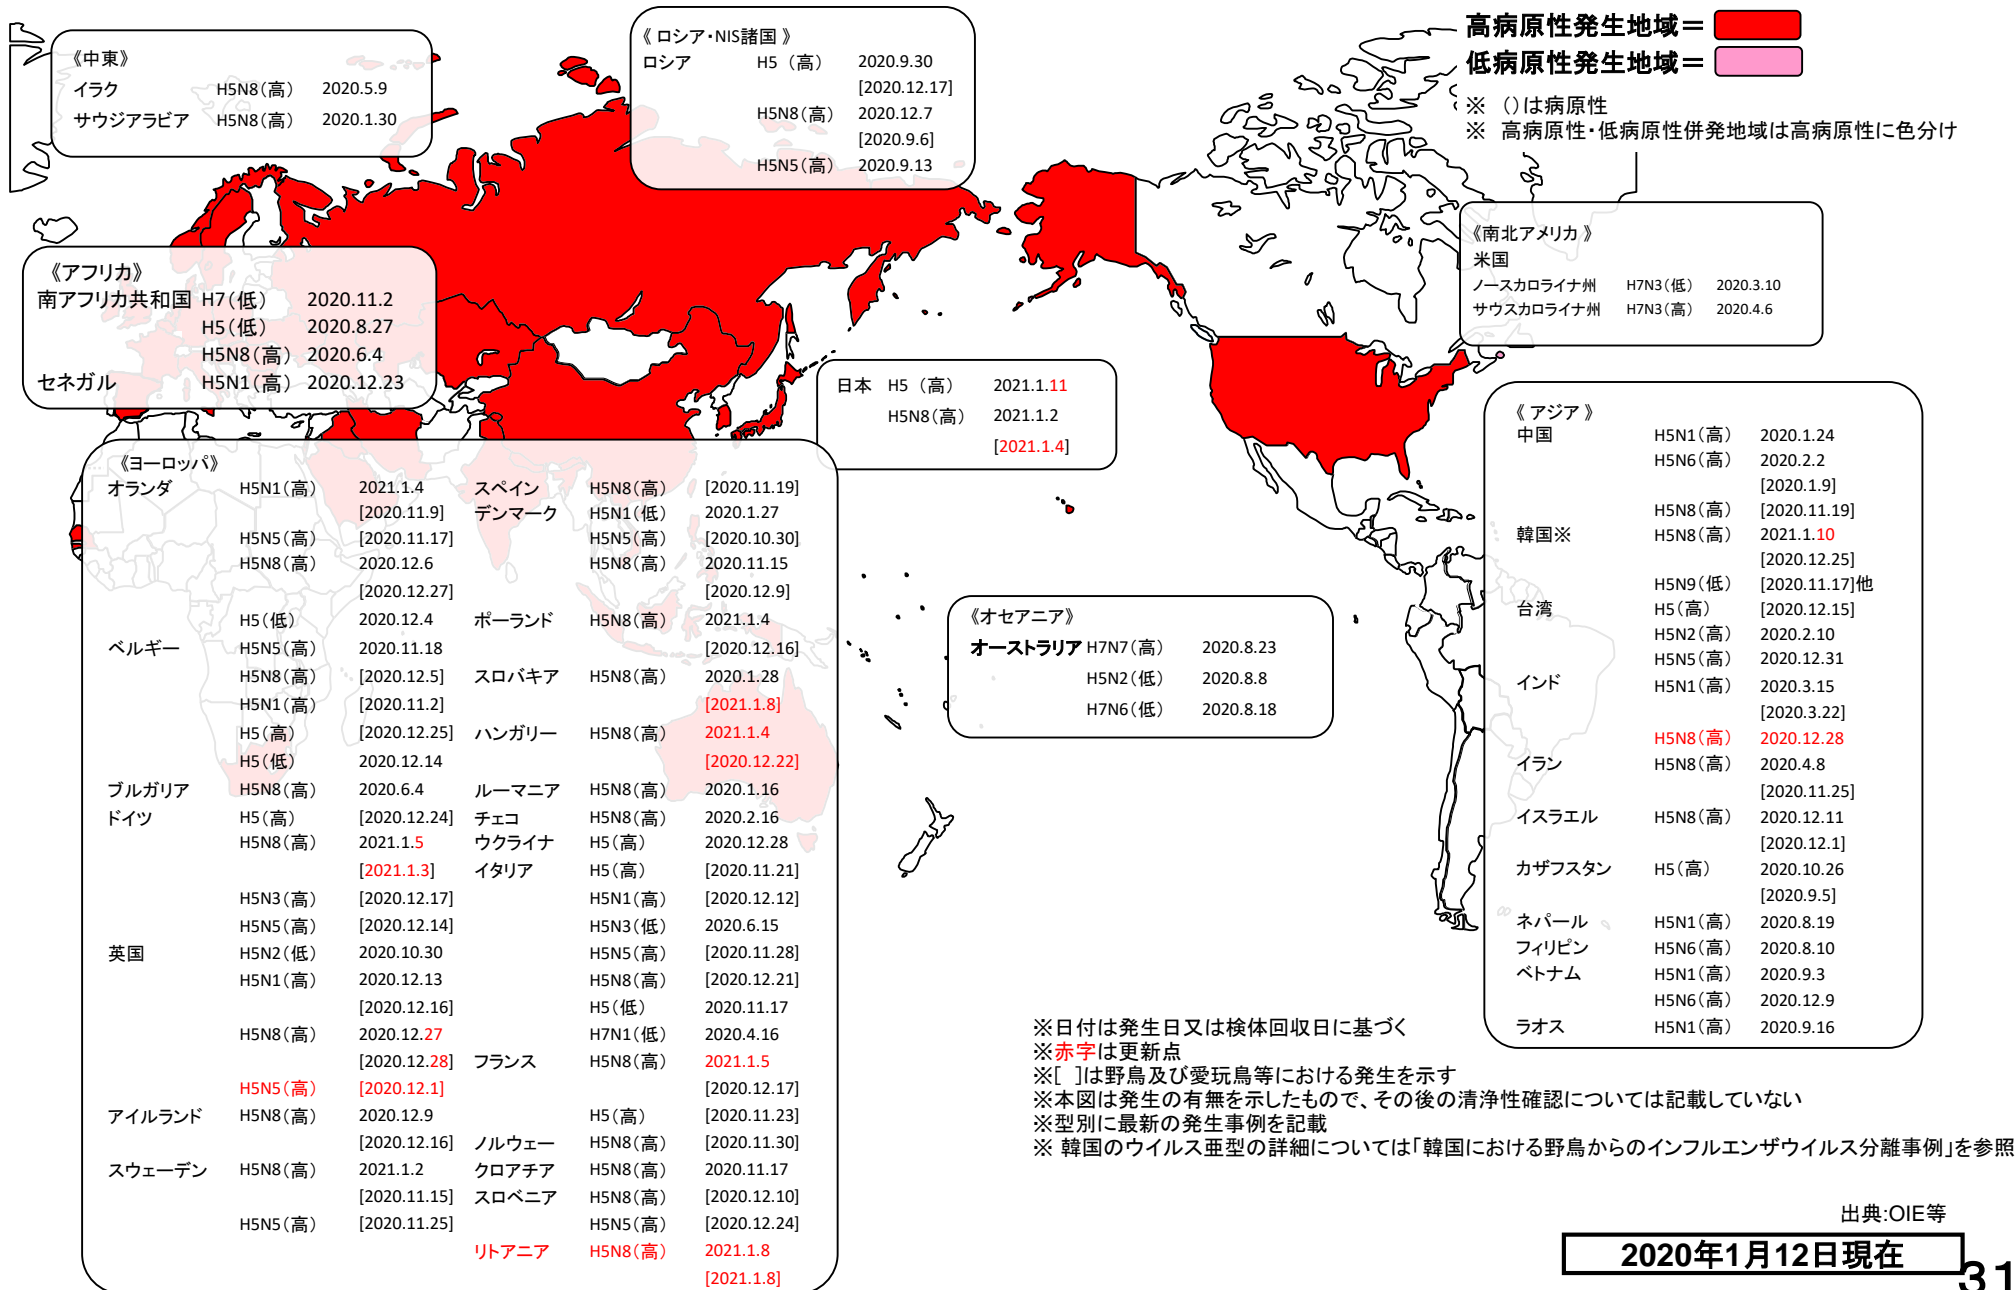 《中東》
イラク H5N8(高) 2020.5.9
サウジアラビア H5N8(高) 2020.1.30
《 ロシア・NIS諸国 》
ロシア H5 (高) 2020.9.30
[2020.12.17]
H5N8(高) 2020.12.7
[2020.9.6]
H5N5(高) 2020.9.13
高病原性発生地域＝
低病原性発生地域＝
※ ()は病原性
※ 高病原性・低病原性併発地域は高病原性に色分け
《南北アメリカ 》
米国
ノースカロライナ州 H7N3(低) 2020.3.10
サウスカロライナ州 H7N3(高) 2020.4.6
《アフリカ》
南アフリカ共和国 H7(低) 2020.11.2
H5(低) 2020.8.27
H5N8(高) 2020.6.4
セネガル H5N1(高) 2020.12.23
日本 H5 (高) 2021.1.11
H5N8(高) 2021.1.2
[2021.1.4]
《ヨーロッパ》
オランダ H5N1(高) 2021.1.4 スペイン H5N8(高) [2020.11.19]
[2020.11.9] デンマーク H5N1(低) 2020.1.27
H5N5(高) [2020.11.17] H5N5(高) [2020.10.30]
H5N8(高) 2020.12.6 H5N8(高) 2020.11.15
[2020.12.27] [2020.12.9]
H5(低) 2020.12.4 ポーランド H5N8(高) 2021.1.4
ベルギー H5N5(高) 2020.11.18 [2020.12.16]
H5N8(高) [2020.12.5] スロバキア H5N8(高) 2020.1.28
H5N1(高) [2020.11.2] [2021.1.8]
H5(高) [2020.12.25] ハンガリー H5N8(高) 2021.1.4
H5(低) 2020.12.14 [2020.12.22]
ブルガリア H5N8(高) 2020.6.4 ルーマニア H5N8(高) 2020.1.16
ドイツ H5(高) [2020.12.24] チェコ H5N8(高) 2020.2.16
H5N8(高) 2021.1.5 ウクライナ H5(高) 2020.12.28
[2021.1.3] イタリア H5(高) [2020.11.21]
H5N3(高) [2020.12.17] H5N1(高) [2020.12.12]
H5N5(高) [2020.12.14] H5N3(低) 2020.6.15
英国 H5N2(低) 2020.10.30 H5N5(高) [2020.11.28]
H5N1(高) 2020.12.13 H5N8(高) [2020.12.21]
[2020.12.16] H5(低) 2020.11.17
H5N8(高) 2020.12.27 H7N1(低) 2020.4.16
[2020.12.28] フランス H5N8(高) 2021.1.5
H5N5(高) [2020.12.1] [2020.12.17]
アイルランド H5N8(高) 2020.12.9 H5(高) [2020.11.23]
[2020.12.16] ノルウェー H5N8(高) [2020.11.30]
スウェーデン H5N8(高) 2021.1.2 クロアチア H5N8(高) 2020.11.17
[2020.11.15] スロベニア H5N8(高) [2020.12.10]
H5N5(高) [2020.11.25] H5N5(高) [2020.12.24]
リトアニア H5N8(高) 2021.1.8
[2021.1.8]
《オセアニア》
オーストラリア H7N7(高) 2020.8.23
H5N2(低) 2020.8.8
H7N6(低) 2020.8.18
《 アジア 》
中国 H5N1(高) 2020.1.24
H5N6(高) 2020.2.2
[2020.1.9]
H5N8(高) [2020.11.19]
韓国※ H5N8(高) 2021.1.10
[2020.12.25]
H5N9(低) [2020.11.17]他
台湾 H5(高) [2020.12.15]
H5N2(高) 2020.2.10
H5N5(高) 2020.12.31
インド H5N1(高) 2020.3.15
[2020.3.22]
H5N8(高) 2020.12.28
イラン H5N8(高) 2020.4.8
[2020.11.25]
イスラエル H5N8(高) 2020.12.11
[2020.12.1]
カザフスタン H5(高) 2020.10.26
[2020.9.5]
ネパール H5N1(高) 2020.8.19
フィリピン H5N6(高) 2020.8.10
ベトナム H5N1(高) 2020.9.3
H5N6(高) 2020.12.9
ラオス H5N1(高) 2020.9.16
※日付は発生日又は検体回収日に基づく
※赤字は更新点
※[ ]は野鳥及び愛玩鳥等における発生を示す
※本図は発生の有無を示したもので、その後の清浄性確認については記載していない
※型別に最新の発生事例を記載
※ 韓国のウイルス亜型の詳細については「韓国における野鳥からのインフルエンザウイルス分離事例」を参照
出典:OIE等
2020年1月12日現在
31